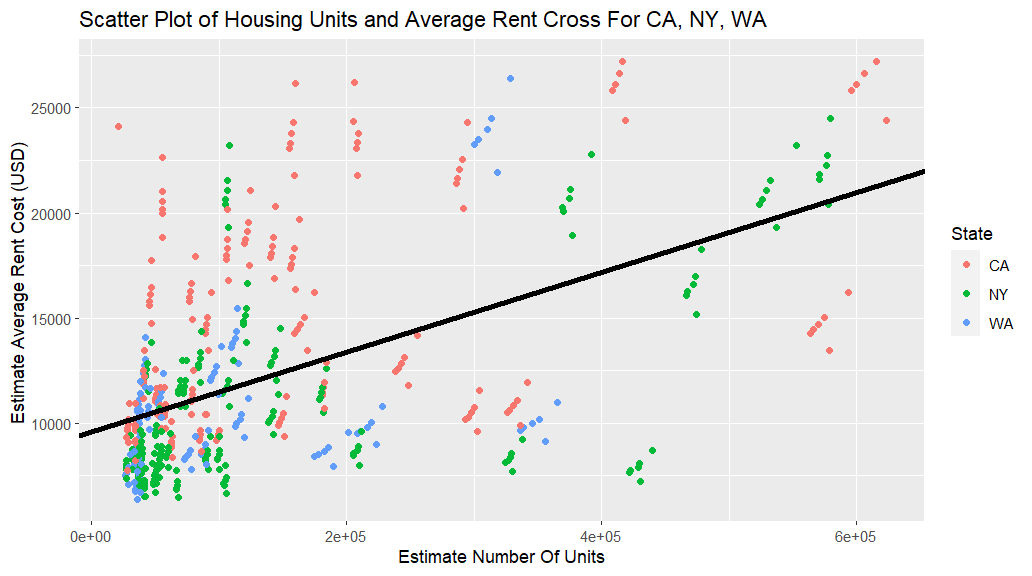 Scatter Plot of Housing Units and Average Rent Cross For CA, NY, WA
Estimate Average Rent Cost (USD)
25000
20000
15000
10000
0e+00
2e+05
4e+05
6e+05
Estimate Number Of Units
State
CA
NY
WA